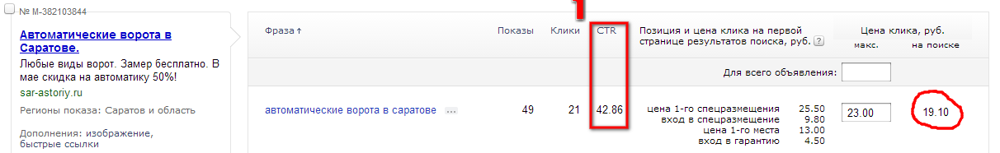 № M-382103844
Автоматические ворота в
Саратове.
Любые виды ворот. Замер бесплатно. В
мае скидка на автоматику 50%!
sar-astoriy.ru
Регионы показа: Саратов и область
Дополнения: изображение,
быстрые ссылки
1
Фраза↑ Показы Клики CTR
Позиция и цена клика на первой
странице результатов поиска, руб. ?
Цена клика, руб.
макс. на поиске
Для всего объявления:
автоматические ворота в саратове ... 49 21 42.86
цена 1-го спецразмещения 25.50
вход в спецразмещение 9.80
цена 1-го места 13.00
вход в гарантию 4.50
23.00 19.10